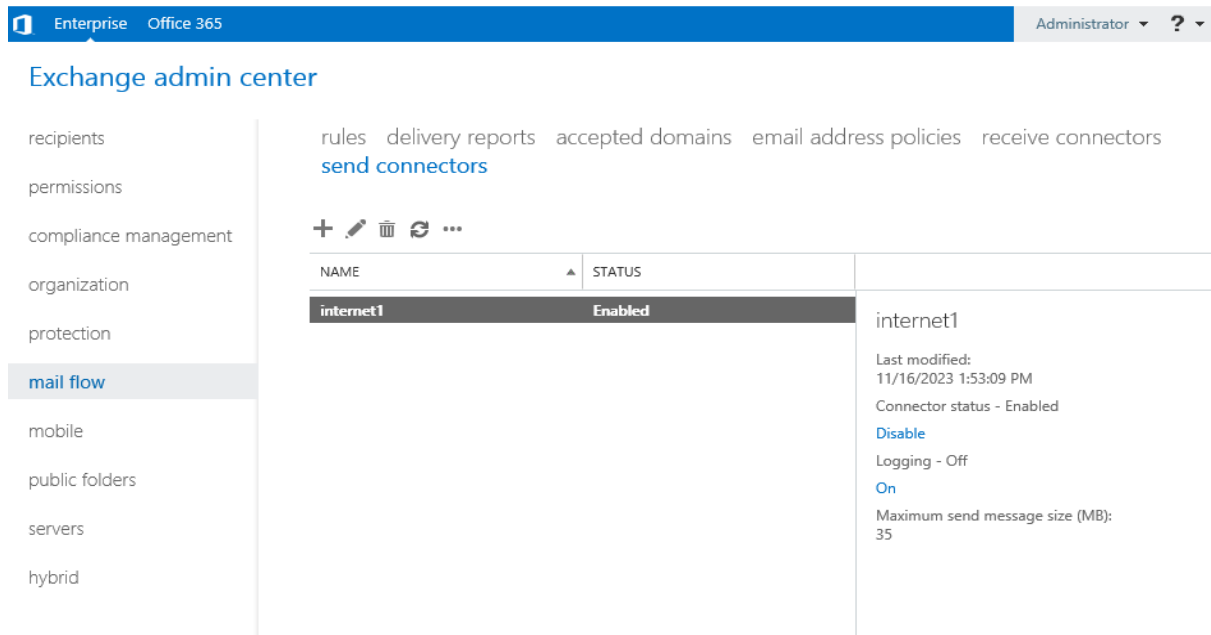 Enterprise Office 365 Administrator ?
Exchange admin center
recipients
permissions
compliance management
organization
protection
mail flow
mobile
public folders
servers
hybrid
rules delivery reports accepted domains email address policies receive connectors
send connectors
NAME STATUS
internet1 Enabled
internet1
Last modified:
11/16/2023 1:53:09 PM
Connector status - Enabled
Disable
Logging - Off
On
Maximum send message size (MB):
35